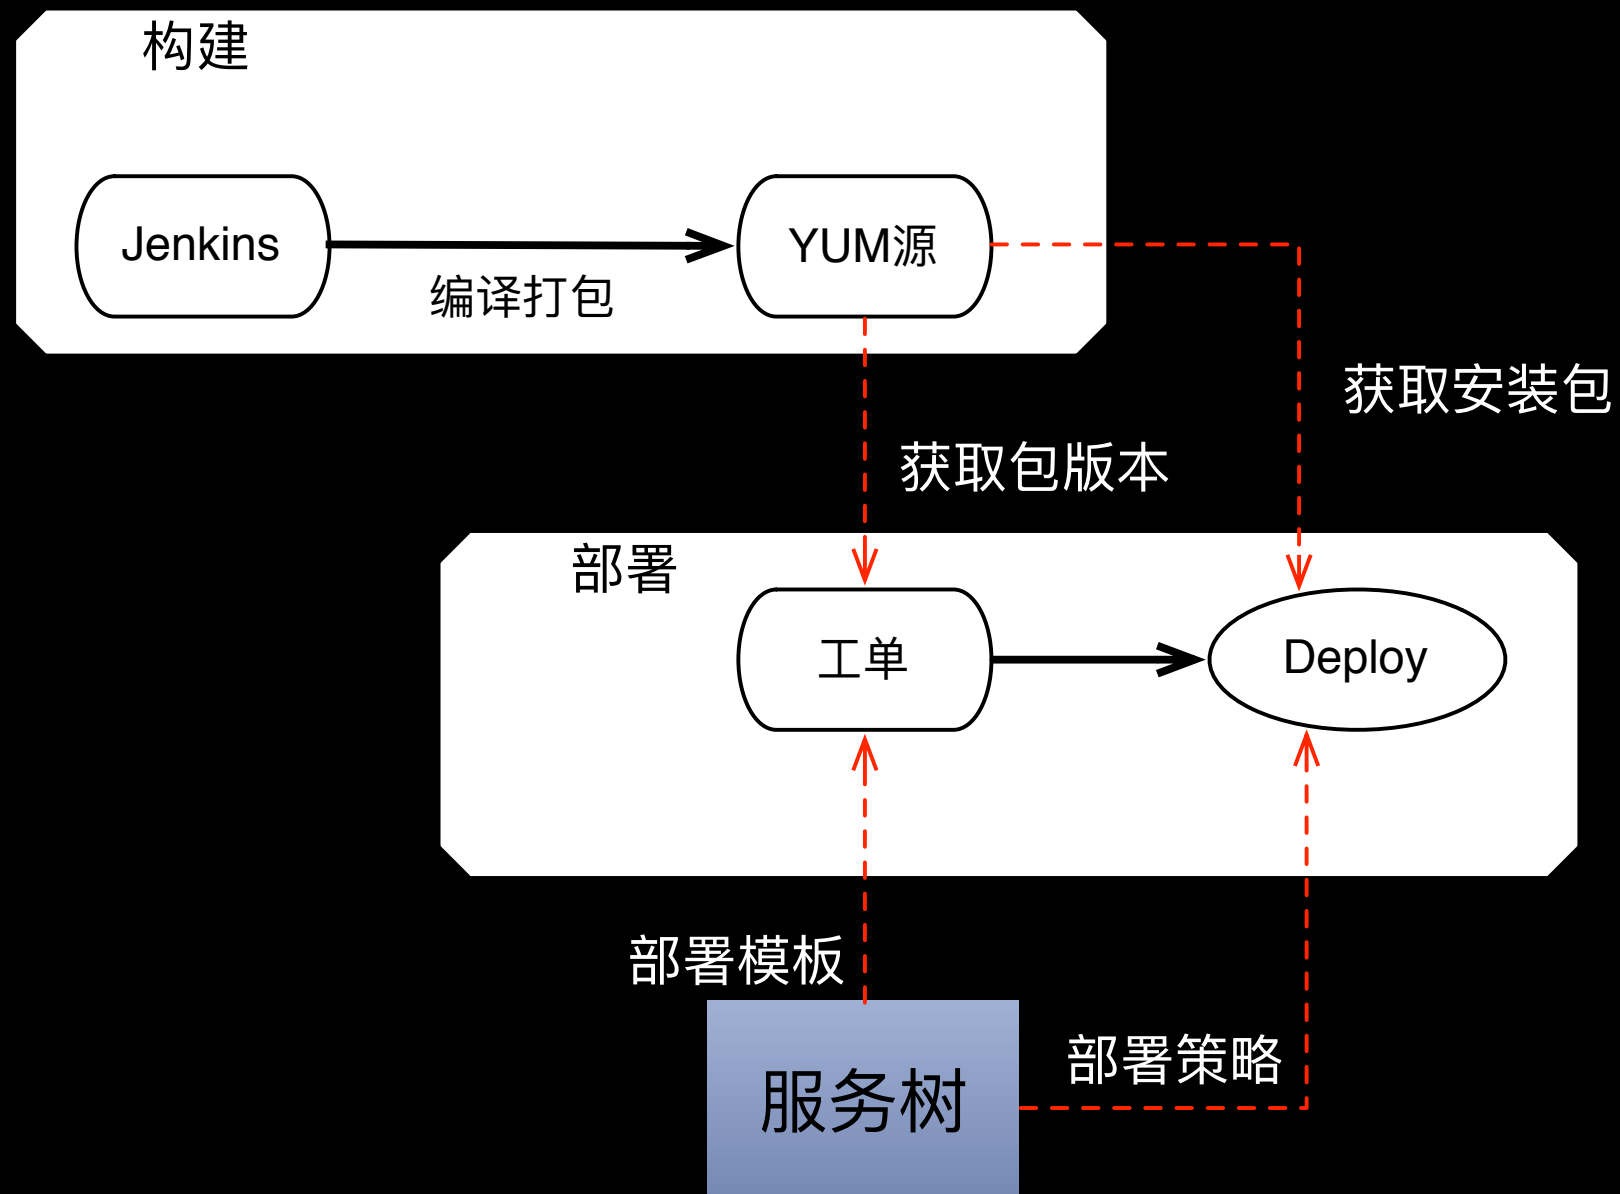 构建
Jenkins
YUM源
编译打包
获取安装包
获取包版本
部署
工单
Deploy
部署模板
部署策略
服务树